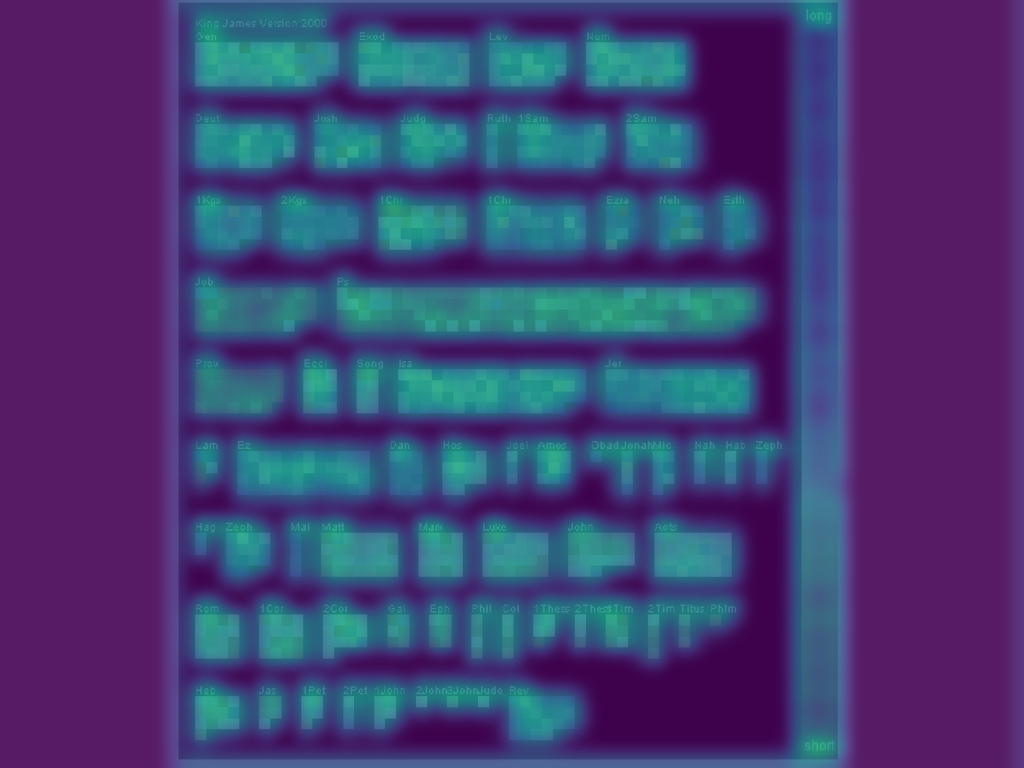 King James Version 2000
long
Gen Exod Lev Num
Deut Josh Judg Ruth 1Sam 2Sam
1Kgs 2Kgs 1Chr 1Chr Ezra Neh Esth
Job Ps
Prov Eccl Song Isa Jer
Lam Ez Dan Hos Joel Amos Obad Jonah Mic Nah Hab Zeph
Hag Zech Mal Matt Mark Luke John Acts
Rom 1Cor 2Cor Gal Eph Phil Col 1Thess 2Thess 1Tim 2Tim Titus Phlm
Heb Jas 1Pet 2Pet 1John 2John 3John Jude Rev
short